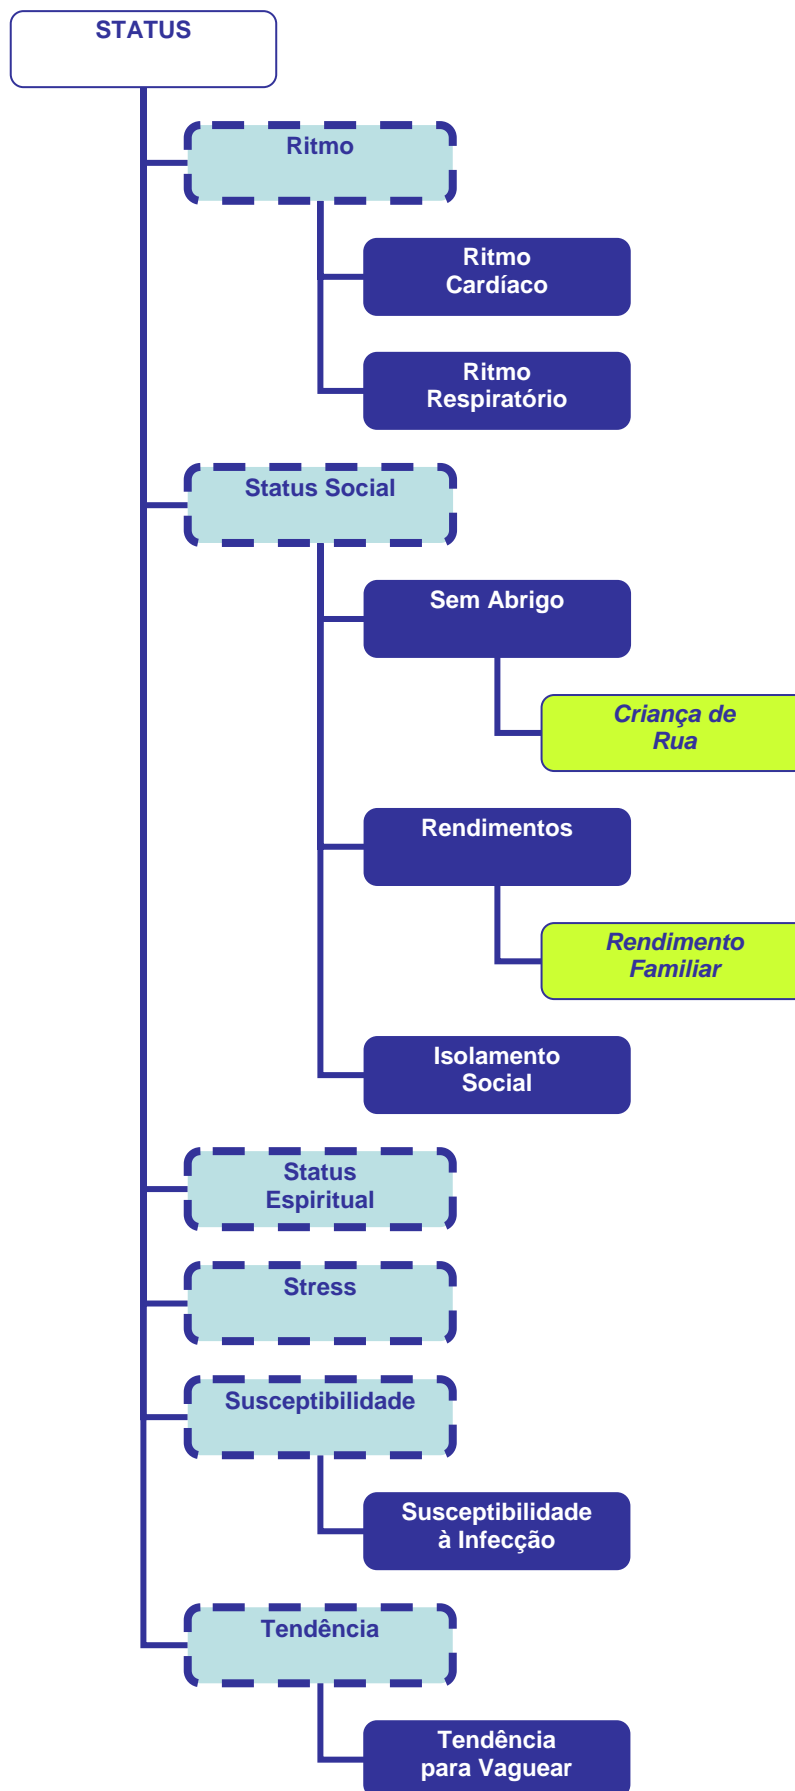 STATUS
Ritmo
Ritmo
Cardíaco
Ritmo
Respiratório
Status Social
Sem Abrigo
Criança de
Rua
Rendimentos
Rendimento
Familiar
Isolamento
Social
Status
Espiritual
Stress
Susceptibilidade
Susceptibilidade
à Infecção
Tendência
Tendência
para Vaguear